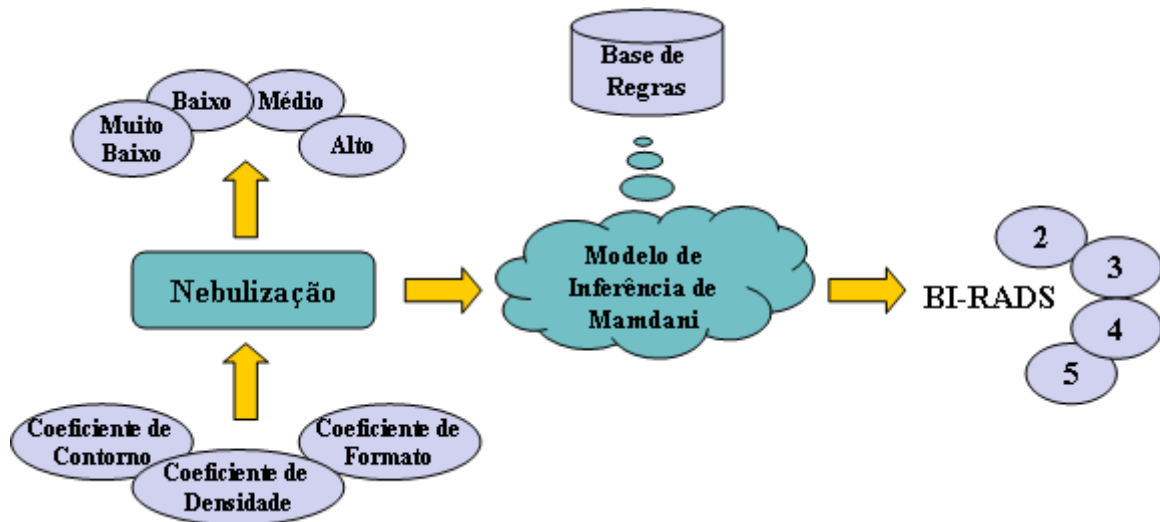 Base de
Regras
Baixo
Médio
Muito
Baixo
Alto
Nebulização
Modelo de
Inferência de
Mamdani
BI-RADS
2
3
4
5
Coeficiente de
Contorno
Coeficiente de
Densidade
Coeficiente de
Formato